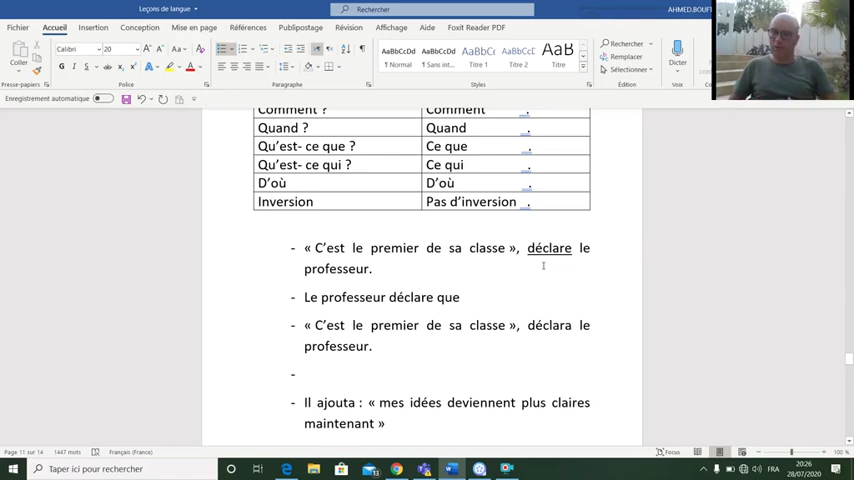 Leçons de langue
Rechercher
AHMED.BOUFT
Fichier Accueil Insertion Conception Mise en page Références Publipostage Révision Affichage Aide Foxit Reader PDF
Coller
Calibri 20
AaBbCcDd AaBbCcDd AaBbCc AaBbCcD AaB
¶ Normal ¶ Sans int... Titre 1 Titre 2 Titre
Rechercher
Remplacer
Sélectionner
Dicter
Presse-papiers Police Paragraphe Styles Édition Voix
Enregistrement automatique
Comment ? Comment .
Quand ? Quand .
Qu’est- ce que ? Ce que .
Qu’est- ce qui ? Ce qui .
D’où D’où .
Inversion Pas d’inversion .
- « C’est le premier de sa classe », déclare le
professeur.
- Le professeur déclare que
- « C’est le premier de sa classe », déclara le
professeur.
-
- Il ajouta : « mes idées deviennent plus claires
maintenant »
Page 11 sur 14 1447 mots Français (France) Focus 100 %
Taper ici pour rechercher
FRA
20:26
28/07/2020